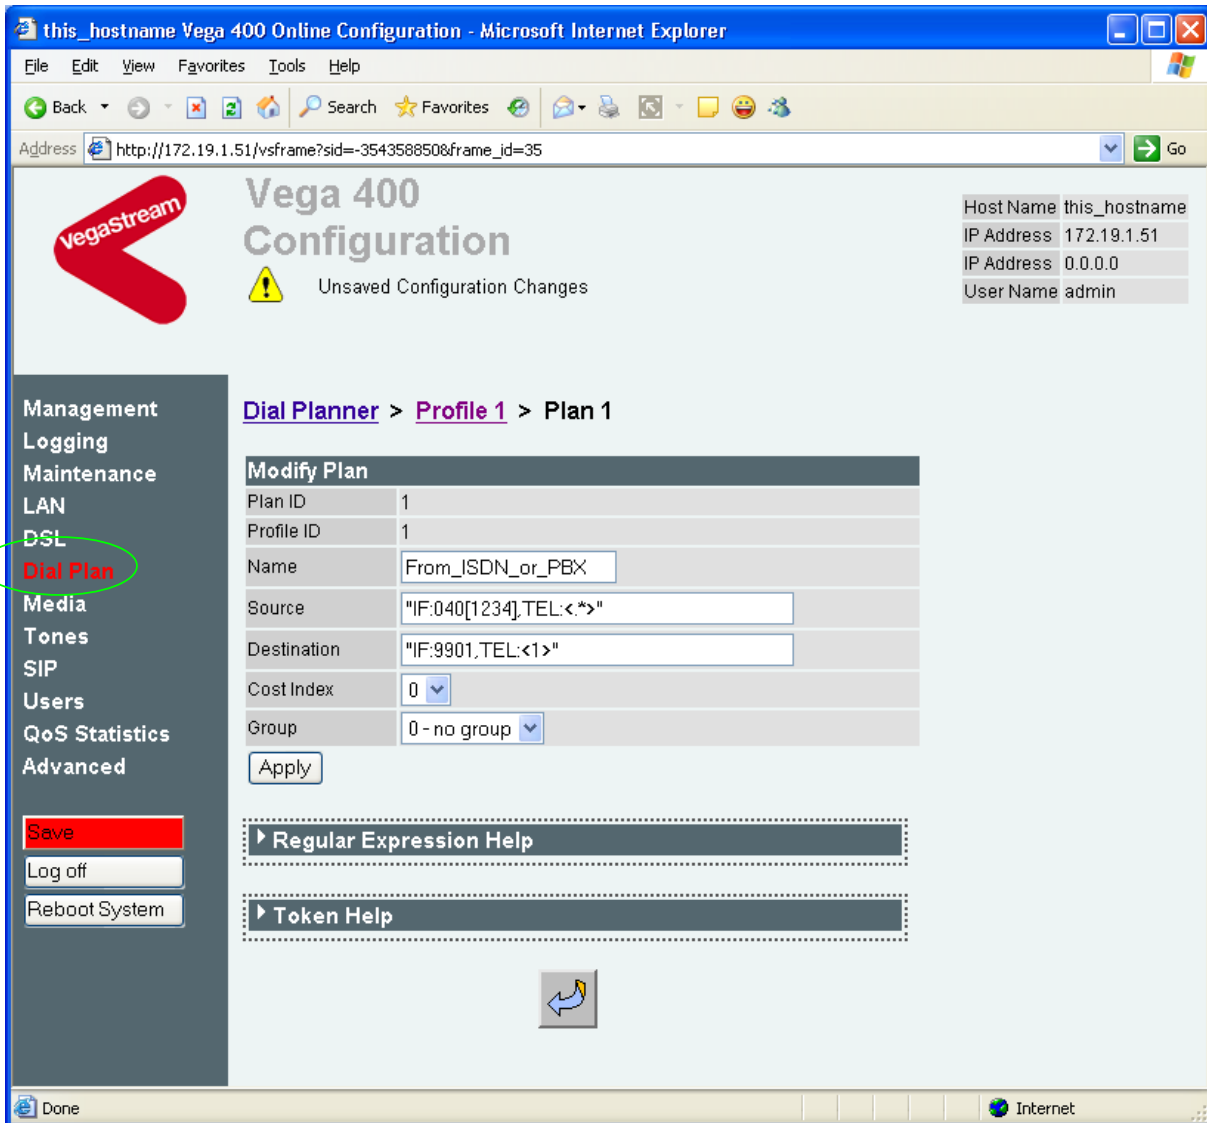 this_hostname Vega 400 Online Configuration - Microsoft Internet Explorer
File Edit View Favorites Tools Help
Back Search Favorites
Address http://172.19.1.51/vsframe?sid=-354358850&frame_id=35 Go
vegastream
Vega 400
Configuration
Unsaved Configuration Changes
Host Name this_hostname
IP Address 172.19.1.51
IP Address 0.0.0.0
User Name admin
Management
Logging
Maintenance
LAN
DSL
Dial Plan
Media
Tones
SIP
Users
QoS Statistics
Advanced
Save
Log off
Reboot System
Dial Planner > Profile 1 > Plan 1
Modify Plan
Plan ID 1
Profile ID 1
Name From_ISDN_or_PBX
Source "IF:040[1234],TEL:<.*>"
Destination "IF:9901,TEL:<1>"
Cost Index 0
Group 0 - no group
Apply
Regular Expression Help
Token Help
Done Internet